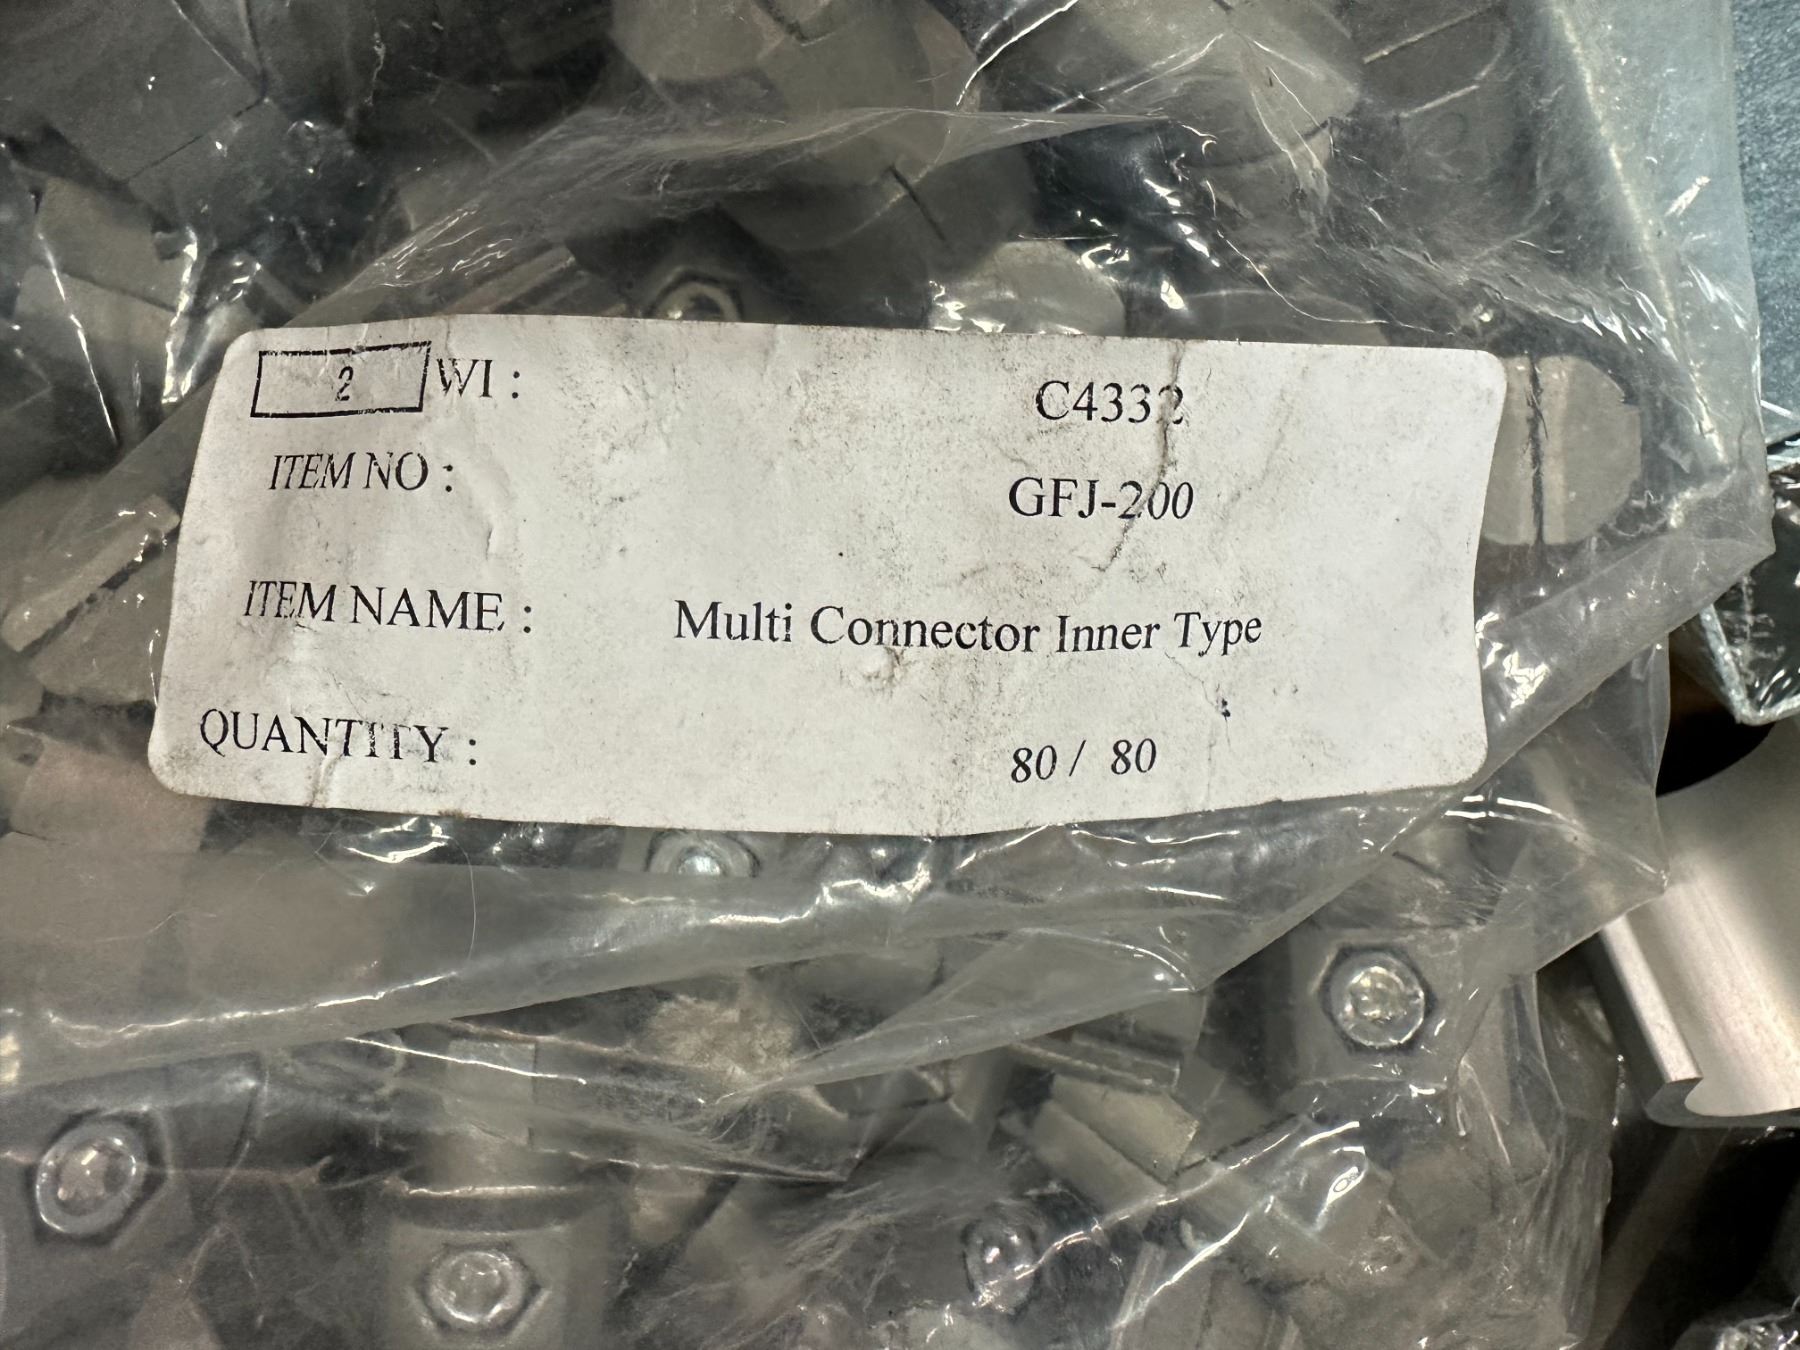 2 WI : C4332
ITEM NO : GFJ-200
ITEM NAME : Multi Connector Inner Type
QUANTITY : 80 / 80